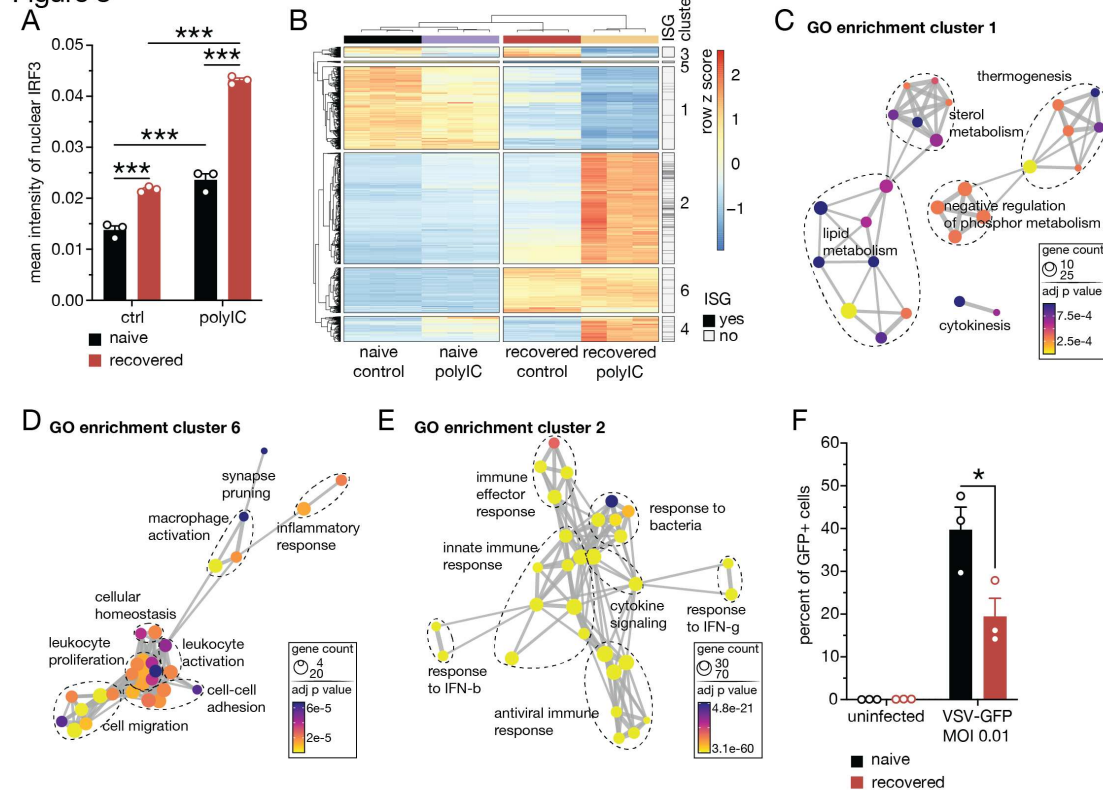 A
mean intensity of nuclear IRF3
0.05
0.04
0.03
0.02
0.01
0.00
***
***
***
***
ctrl
polyIC
naive
recovered
B
ISG
cluster
3
5
1
2
6
4
row z score
2
1
0
−1
ISG
yes
no
naive
control
naive
polyIC
recovered
control
recovered
polyIC
C
GO enrichment cluster 1
thermogenesis
sterol
metabolism
negative regulation
of phosphor metabolism
lipid
metabolism
cytokinesis
gene count
10
25
adj p value
7.5e-4
2.5e-4
D
GO enrichment cluster 6
synapse
pruning
macrophage
activation
inflammatory
response
cellular
homeostasis
leukocyte
proliferation
leukocyte
activation
cell-cell
adhesion
cell migration
gene count
4
20
adj p value
6e-5
2e-5
E
GO enrichment cluster 2
immune
effector
response
response to
bacteria
innate immune
response
cytokine
signaling
response
to IFN-g
response
to IFN-b
antiviral immune
response
gene count
30
70
adj p value
4.8e-21
3.1e-60
F
percent of GFP+ cells
60
50
40
30
20
10
0
*
uninfected
VSV-GFP
MOI 0.01
naive
recovered